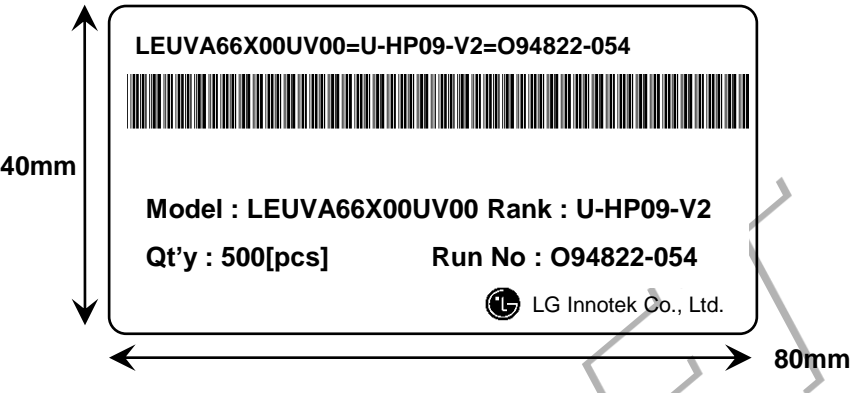 LEUVA66X00UV00=U-HP09-V2=O94822-054
40mm
Model : LEUVA66X00UV00 Rank : U-HP09-V2
Qt’y : 500[pcs] Run No : O94822-054
LG Innotek Co., Ltd.
80mm